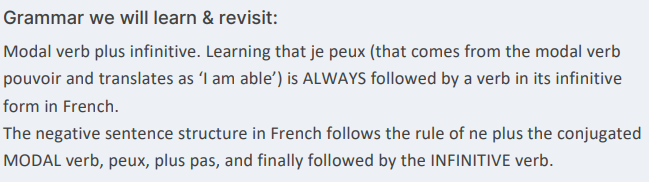 Grammar we will learn & revisit:
Modal verb plus infinitive. Learning that je peux (that comes from the modal verb
pouvoir and translates as ‘I am able’) is ALWAYS followed by a verb in its infinitive
form in French.
The negative sentence structure in French follows the rule of ne plus the conjugated
MODAL verb, peux, plus pas, and finally followed by the INFINITIVE verb.